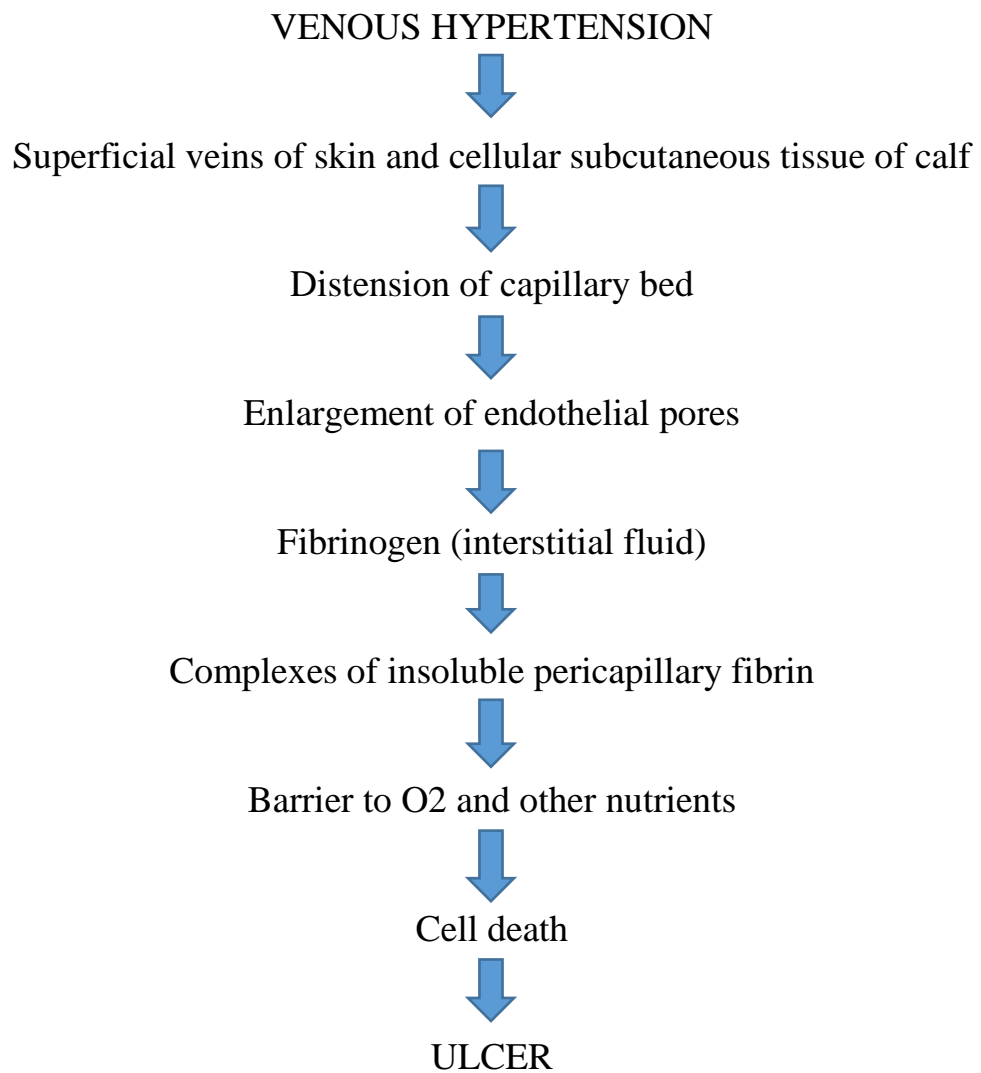 VENOUS HYPERTENSION
Superficial veins of skin and cellular subcutaneous tissue of calf
Distension of capillary bed
Enlargement of endothelial pores
Fibrinogen (interstitial fluid)
Complexes of insoluble pericapillary fibrin
Barrier to O2 and other nutrients
Cell death
ULCER